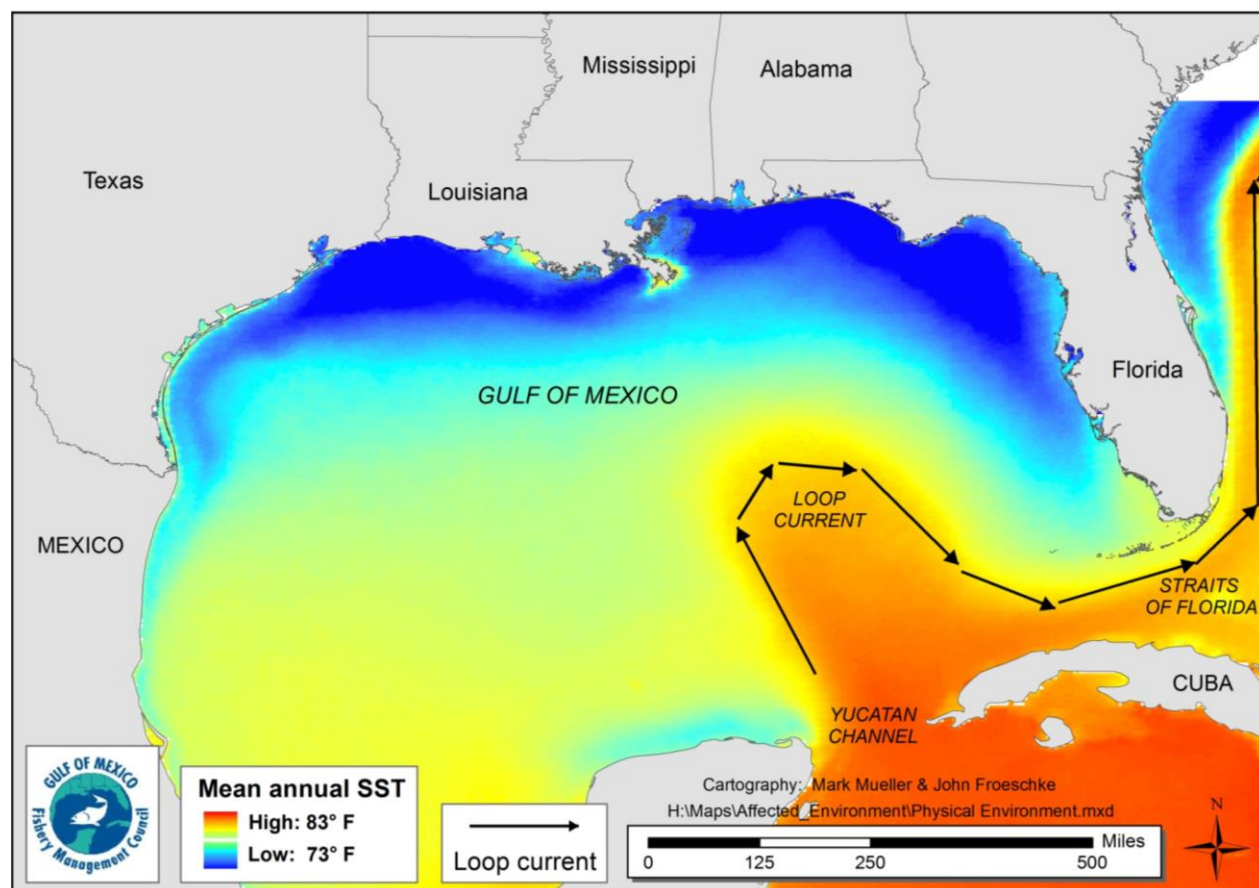 Mississippi
Alabama
Texas
Louisiana
GULF OF MEXICO
Florida
LOOP
CURRENT
MEXICO
STRAITS
OF FLORIDA
CUBA
YUCATAN
CHANNEL
GULF OF MEXICO
Fishery Management Council
Mean annual SST
High: 83° F
Low: 73° F
Loop current
Cartography: Mark Mueller & John Froeschke
H:\Maps\Affected_Environment\Physical Environment.mxd
Miles
0 125 250 500
N